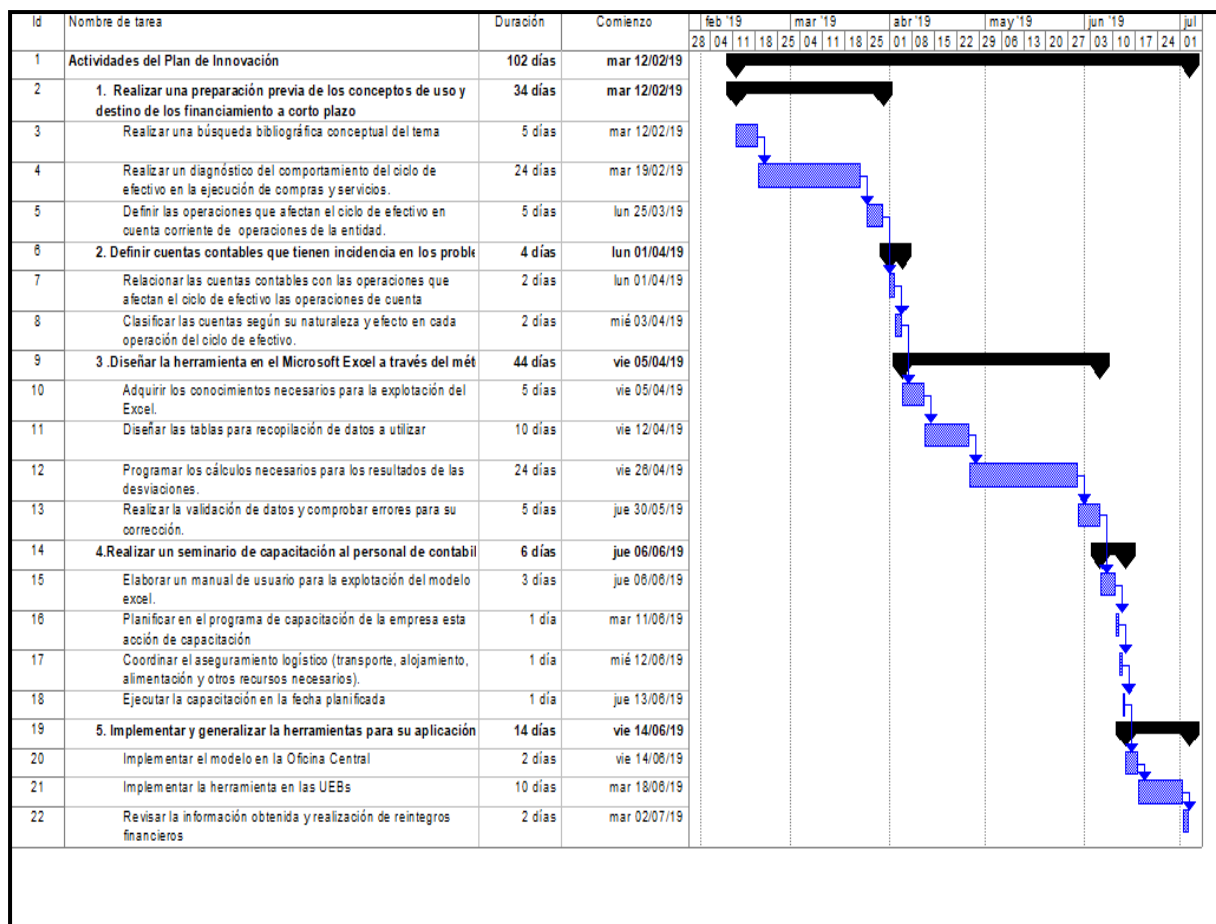 Id Nombre de tarea Duración Comienzo feb '19 mar '19 abr '19 may '19 jun '19 jul
28 04 11 18 25 04 11 18 25 01 08 15 22 29 06 13 20 27 03 10 17 24 01
1 Actividades del Plan de Innovación 102 días mar 12/02/19
2 1. Realizar una preparación previa de los conceptos de uso y 34 días mar 12/02/19
destino de los financiamiento a corto plazo
3 Realizar una búsqueda bibliográfica conceptual del tema 5 días mar 12/02/19
4 Realizar un diagnóstico del comportamiento del ciclo de 24 días mar 19/02/19
efectivo en la ejecución de compras y servicios.
5 Definir las operaciones que afectan el ciclo de efectivo en 5 días lun 25/03/19
cuenta corriente de operaciones de la entidad.
6 2. Definir cuentas contables que tienen incidencia en los proble 4 días lun 01/04/19
7 Relacionar las cuentas contables con las operaciones que 2 días lun 01/04/19
afectan el ciclo de efectivo las operaciones de cuenta
8 Clasificar las cuentas según su naturaleza y efecto en cada 2 días mié 03/04/19
operación del ciclo de efectivo.
9 3 .Diseñar la herramienta en el Microsoft Excel a través del mét 44 días vie 05/04/19
10 Adquirir los conocimientos necesarios para la explotación del 5 días vie 05/04/19
Excel.
11 Diseñar las tablas para recopilación de datos a utilizar 10 días vie 12/04/19
12 Programar los cálculos necesarios para los resultados de las 24 días vie 26/04/19
desviaciones.
13 Realizar la validación de datos y comprobar errores para su 5 días jue 30/05/19
corrección.
14 4.Realizar un seminario de capacitación al personal de contabil 6 días jue 06/06/19
15 Elaborar un manual de usuario para la explotación del modelo 3 días jue 06/06/19
excel.
16 Planificar en el programa de capacitación de la empresa esta 1 día mar 11/06/19
acción de capacitación
17 Coordinar el aseguramiento logístico (transporte, alojamiento, 1 día mié 12/06/19
alimentación y otros recursos necesarios).
18 Ejecutar la capacitación en la fecha planificada 1 día jue 13/06/19
19 5. Implementar y generalizar la herramientas para su aplicación 14 días vie 14/06/19
20 Implementar el modelo en la Oficina Central 2 días vie 14/06/19
21 Implementar la herramienta en las UEBs 10 días mar 18/06/19
22 Revisar la información obtenida y realización de reintegros 2 días mar 02/07/19
financieros